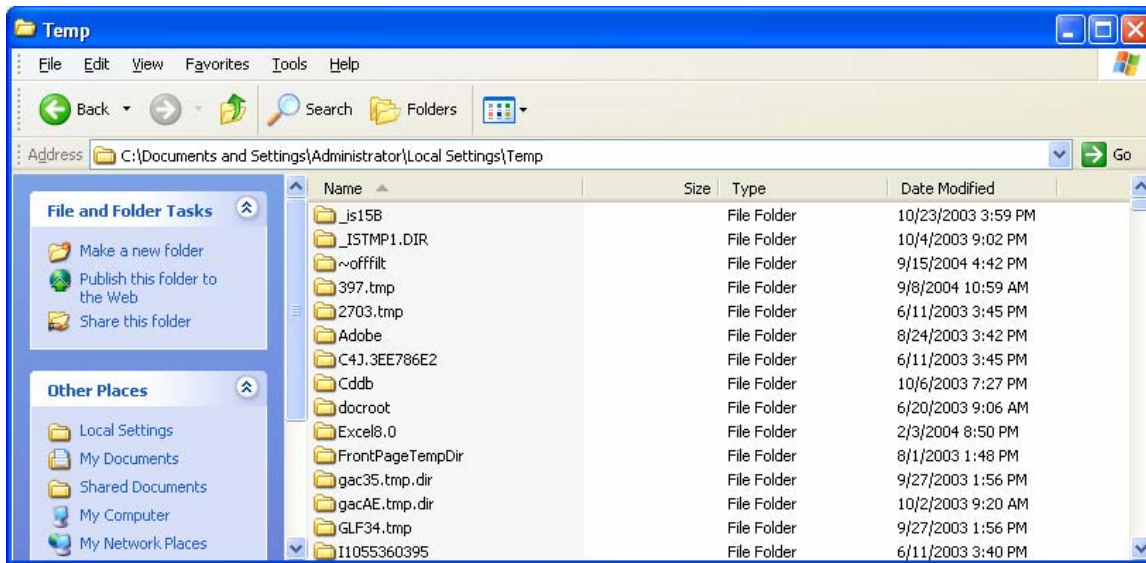 Temp
File Edit View Favorites Tools Help
Back Search Folders
Address C:\Documents and Settings\Administrator\Local Settings\Temp Go
File and Folder Tasks
Make a new folder
Publish this folder to
the Web
Share this folder
Other Places
Local Settings
My Documents
Shared Documents
My Computer
My Network Places
Name Size Type Date Modified
_is15B File Folder 10/23/2003 3:59 PM
_ISTMP1.DIR File Folder 10/4/2003 9:02 PM
~offfilt File Folder 9/15/2004 4:42 PM
397.tmp File Folder 9/8/2004 10:59 AM
2703.tmp File Folder 6/11/2003 3:45 PM
Adobe File Folder 8/24/2003 3:42 PM
C4J.3EE786E2 File Folder 6/11/2003 3:45 PM
Cddb File Folder 10/6/2003 7:27 PM
docroot File Folder 6/20/2003 9:06 AM
Excel8.0 File Folder 2/3/2004 8:50 PM
FrontPageTempDir File Folder 8/1/2003 1:48 PM
gac35.tmp.dir File Folder 9/27/2003 1:56 PM
gacAE.tmp.dir File Folder 10/2/2003 9:20 AM
GLF34.tmp File Folder 9/27/2003 1:56 PM
I1055360395 File Folder 6/11/2003 3:40 PM